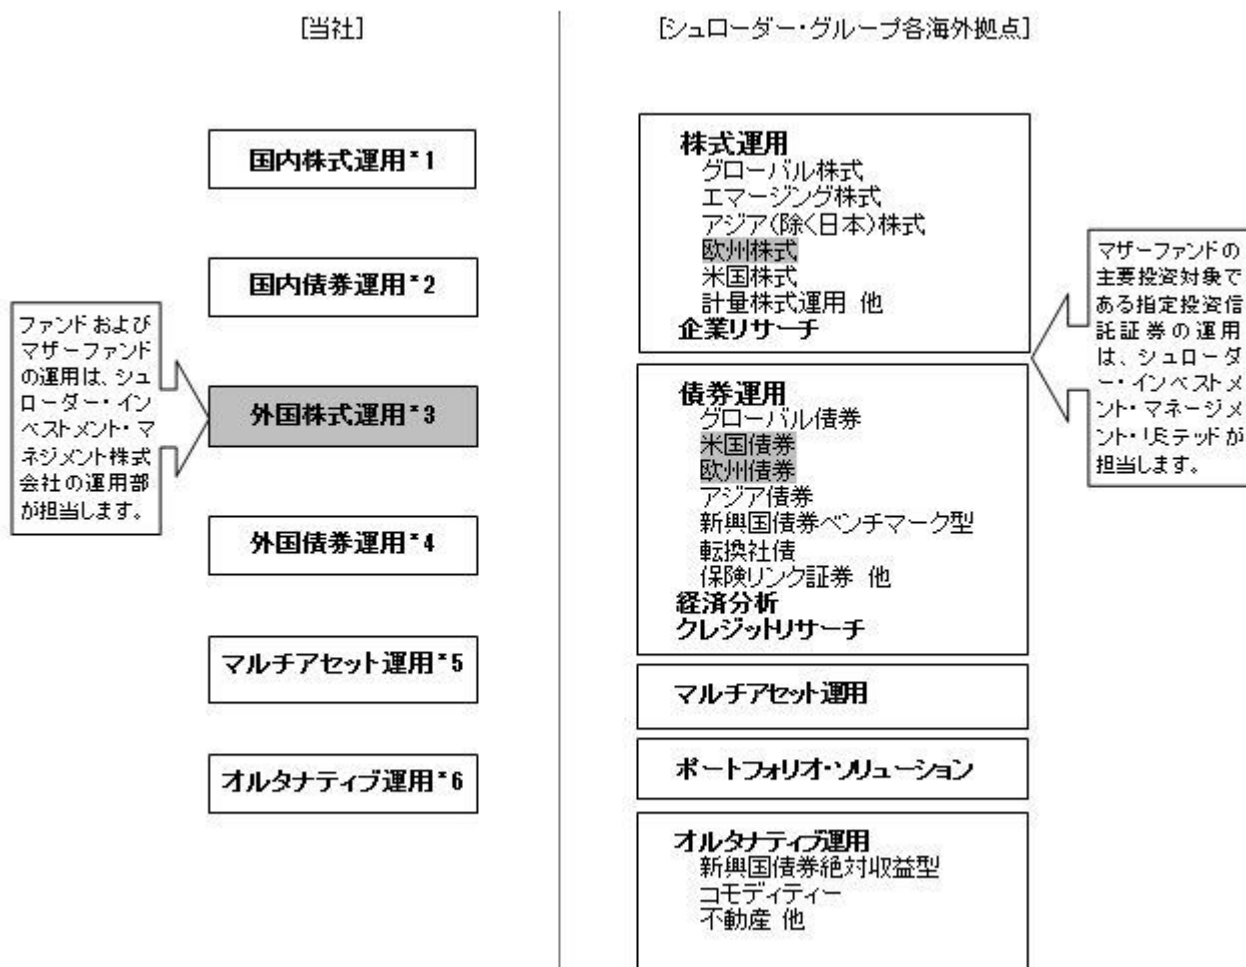 [当社]
[シュローダー・グループ各海外拠点]
国内株式運用*1
国内債券運用*2
外国株式運用*3
外国債券運用*4
マルチアセット運用*5
オルタナティブ運用*6
ファンドおよび
マザーファンド
の運用は、シュ
ローダー・イン
ベストメント・マ
ネジメント株式
会社の運用部
が担当します。
株式運用
グローバル株式
エマージング株式
アジア(除く日本)株式
欧州株式
米国株式
計量株式運用 他
企業リサーチ
債券運用
グローバル債券
米国債券
欧州債券
アジア債券
新興国債券ベンチマーク型
転換社債
保険リンク証券 他
経済分析
クレジットリサーチ
マルチアセット運用
ポートフォリオ・ソリューション
オルタナティブ運用
新興国債券絶対収益型
コモディティー
不動産 他
マザーファンドの
主要投資対象で
ある指定投資信
託証券の運用
は、シュローダ
ー・インベストメ
ント・マネージメ
ント・リミテッドが
担当します。